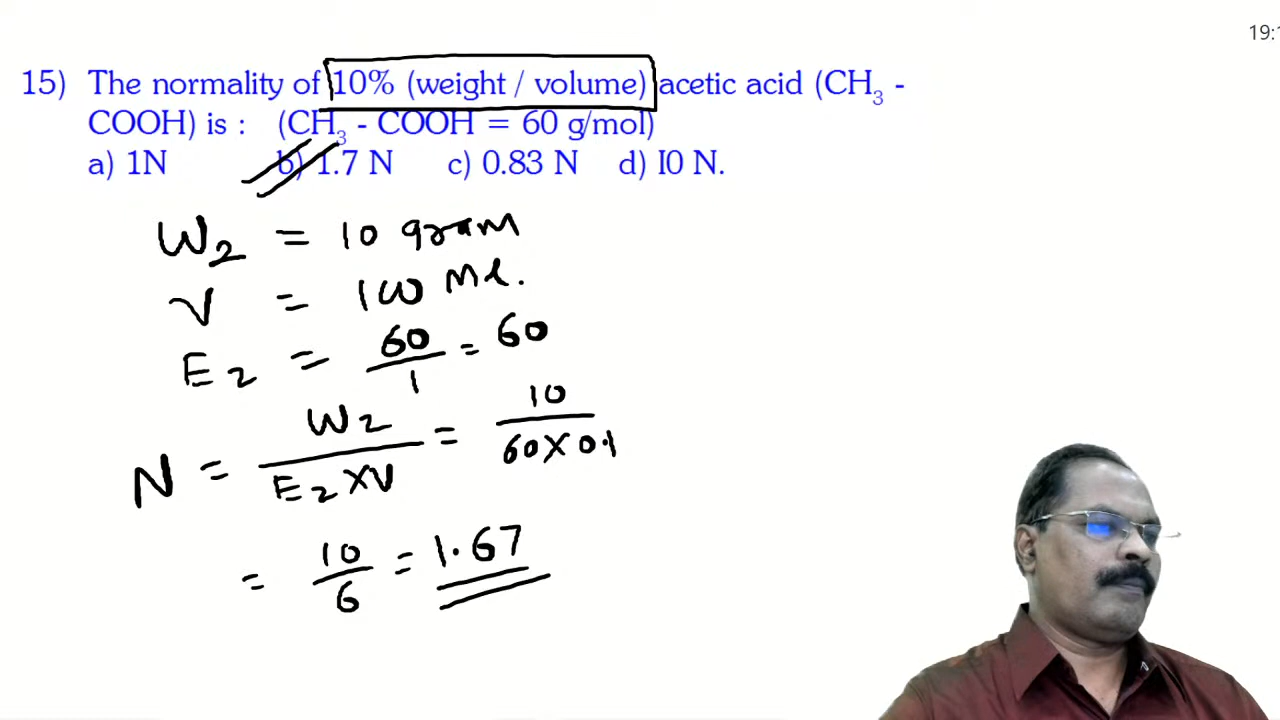 19:1
15) The normality of 10% (weight / volume) acetic acid (CH₃ -
COOH) is : (CH₃ - COOH = 60 g/mol)
a) 1N b) 1.7 N c) 0.83 N d) I0 N.
W₂ = 10 gram
V = 100 Ml.
E₂ = 60/1 = 60
N = W₂/E₂×V = 10/60×0.1
= 10/6 = 1.67